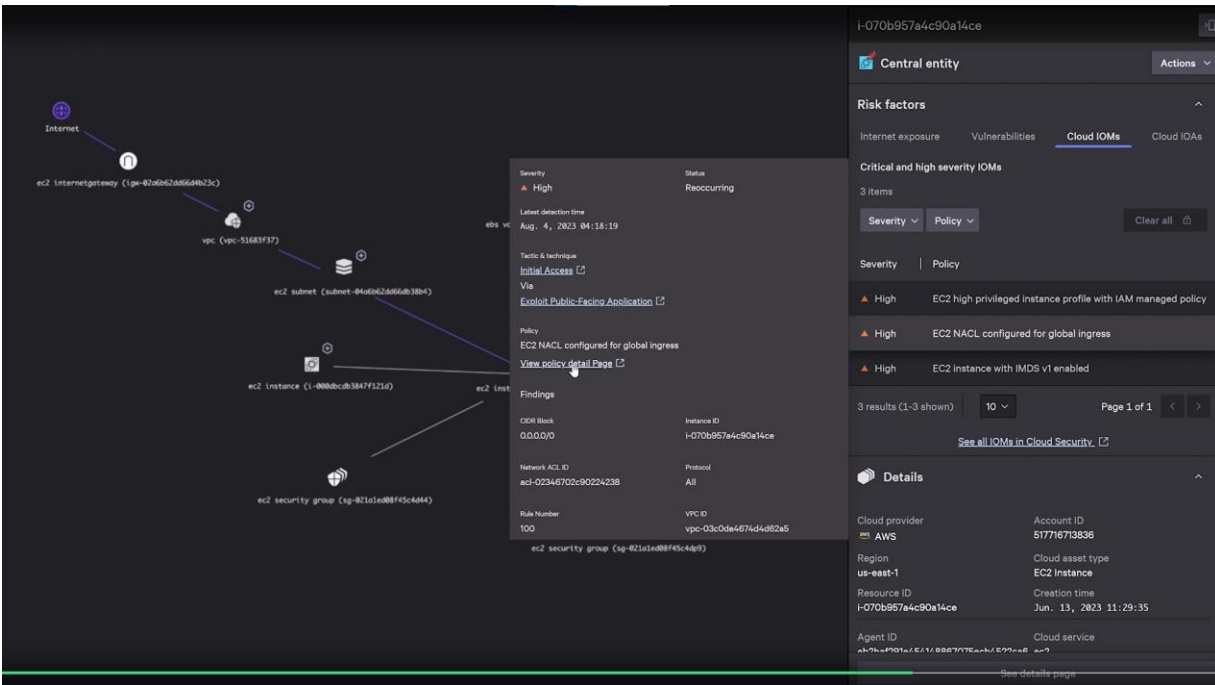 Internet
ec2 internetgateway (igw-02a6b62dd66d4b23c)
vpc (vpc-51683f37)
ec2 subnet (subnet-04a6b62dd66db38b4)
ec2 instance (i-000dbcdb3847f121d)
ec2 security group (sg-021a1ed08f45c4d44)
ebs vo
ec2 inst
ec2 security group (sg-021a1ed08f45c4dp9)
Severity
High
Status
Reoccurring
Latest detection time
Aug. 4, 2023 04:18:19
Tactic & technique
Initial Access
Via
Exploit Public-Facing Application
Policy
EC2 NACL configured for global ingress
View policy detail Page
Findings
CIDR Block
0.0.0.0/0
Instance ID
i-070b957a4c90a14ce
Network ACL ID
acl-02346702c90224238
Protocol
All
Rule Number
100
VPC ID
vpc-03c0de4674d4d62a5
i-070b957a4c90a14ce
Central entity
Actions
Risk factors
Internet exposure
Vulnerabilities
Cloud IOMs
Cloud IOAs
Critical and high severity IOMs
3 items
Severity
Policy
Clear all
Severity
Policy
High
EC2 high privileged instance profile with IAM managed policy
High
EC2 NACL configured for global ingress
High
EC2 instance with IMDS v1 enabled
3 results (1-3 shown)
10
Page 1 of 1
See all IOMs in Cloud Security
Details
Cloud provider
aws AWS
Account ID
517716713836
Region
us-east-1
Cloud asset type
EC2 Instance
Resource ID
i-070b957a4c90a14ce
Creation time
Jun. 13, 2023 11:29:35
Agent ID
Cloud service
ec2
See details page